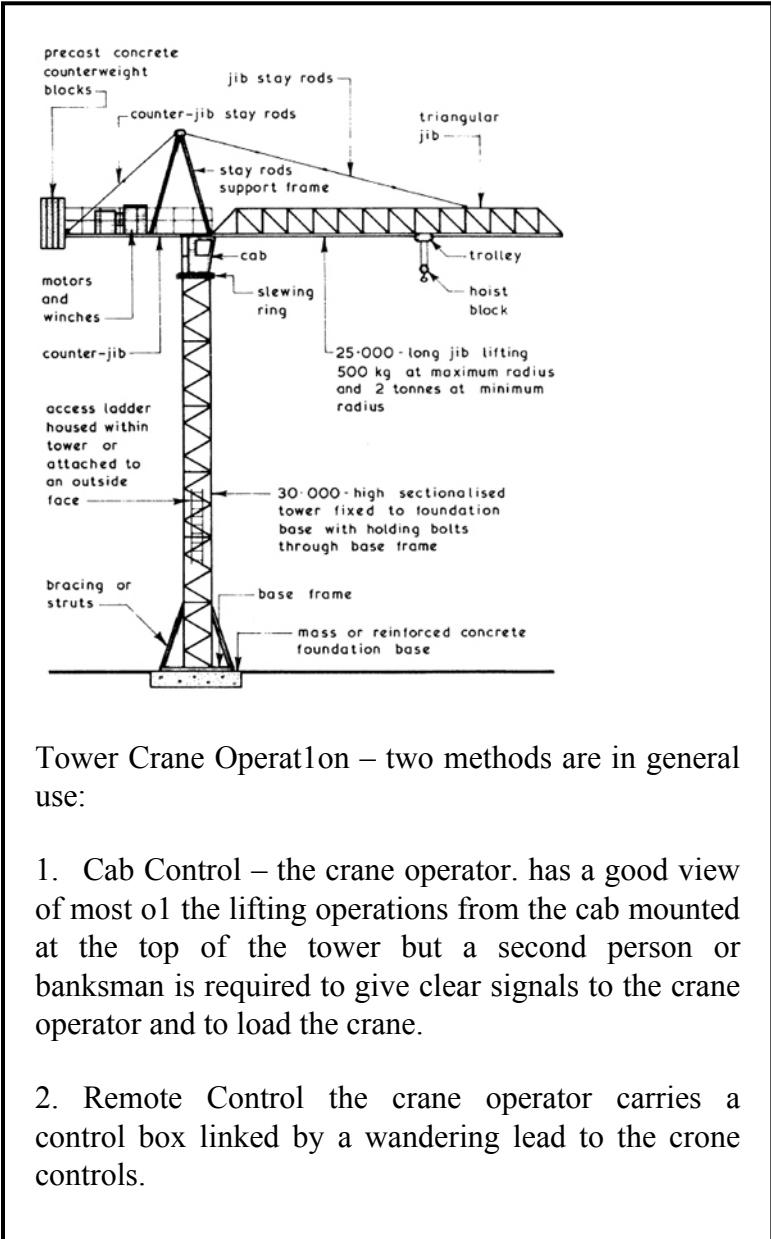 precast concrete
counterweight
blocks
jib stay rods
counter-jib stay rods
triangular
jib
stay rods
support frame
cab
trolley
motors
and
winches
slewing
ring
hoist
block
counter-jib
25·000-long jib lifting
500 kg at maximum radius
and 2 tonnes at minimum
radius
access ladder
housed within
tower or
attached to
an outside
face
30·000-high sectionalised
tower fixed to foundation
base with holding bolts
through base frame
bracing or
struts
base frame
mass or reinforced concrete
foundation base
Tower Crane Operat1on – two methods are in general
use:
1. Cab Control – the crane operator. has a good view
of most o1 the lifting operations from the cab mounted
at the top of the tower but a second person or
banksman is required to give clear signals to the crane
operator and to load the crane.
2. Remote Control the crane operator carries a
control box linked by a wandering lead to the crone
controls.